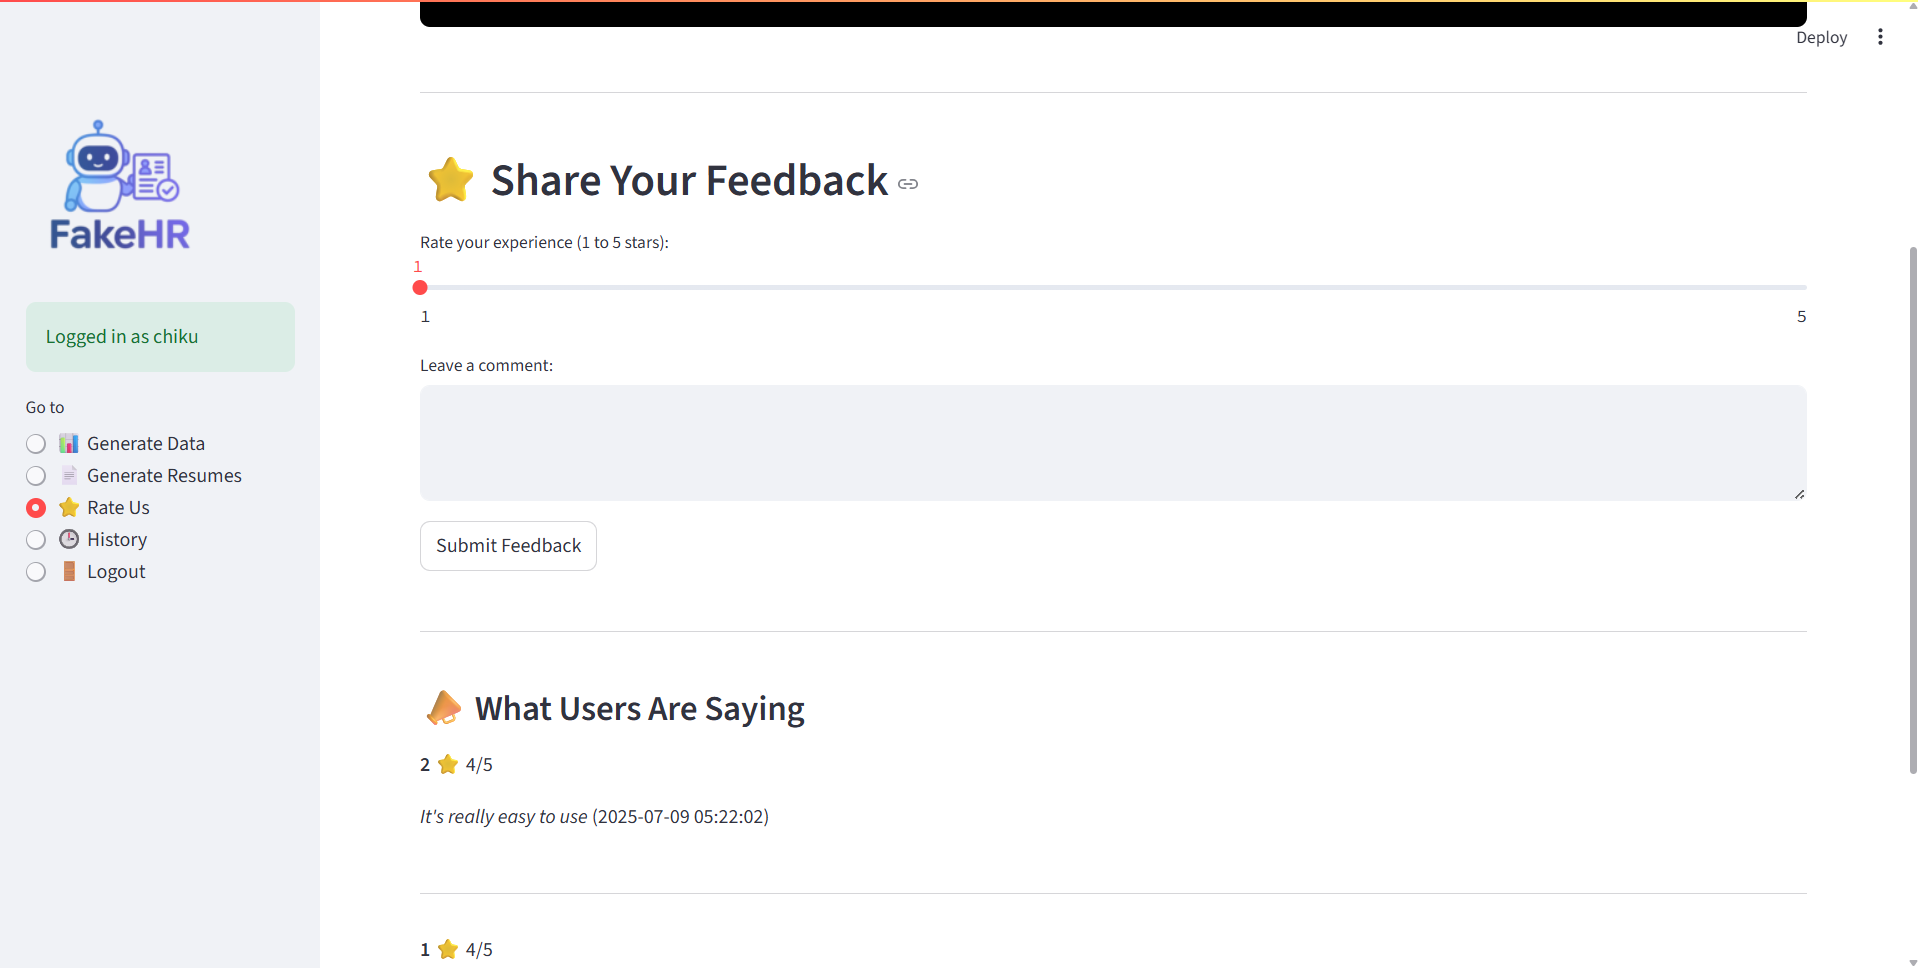 Deploy
FakeHR
Logged in as chiku
Go to
📊 Generate Data
📄 Generate Resumes
⭐ Rate Us
🕒 History
🚪 Logout
⭐ Share Your Feedback
Rate your experience (1 to 5 stars):
1
1 5
Leave a comment:
Submit Feedback
📣 What Users Are Saying
2 ⭐ 4/5
It's really easy to use (2025-07-09 05:22:02)
1 ⭐ 4/5